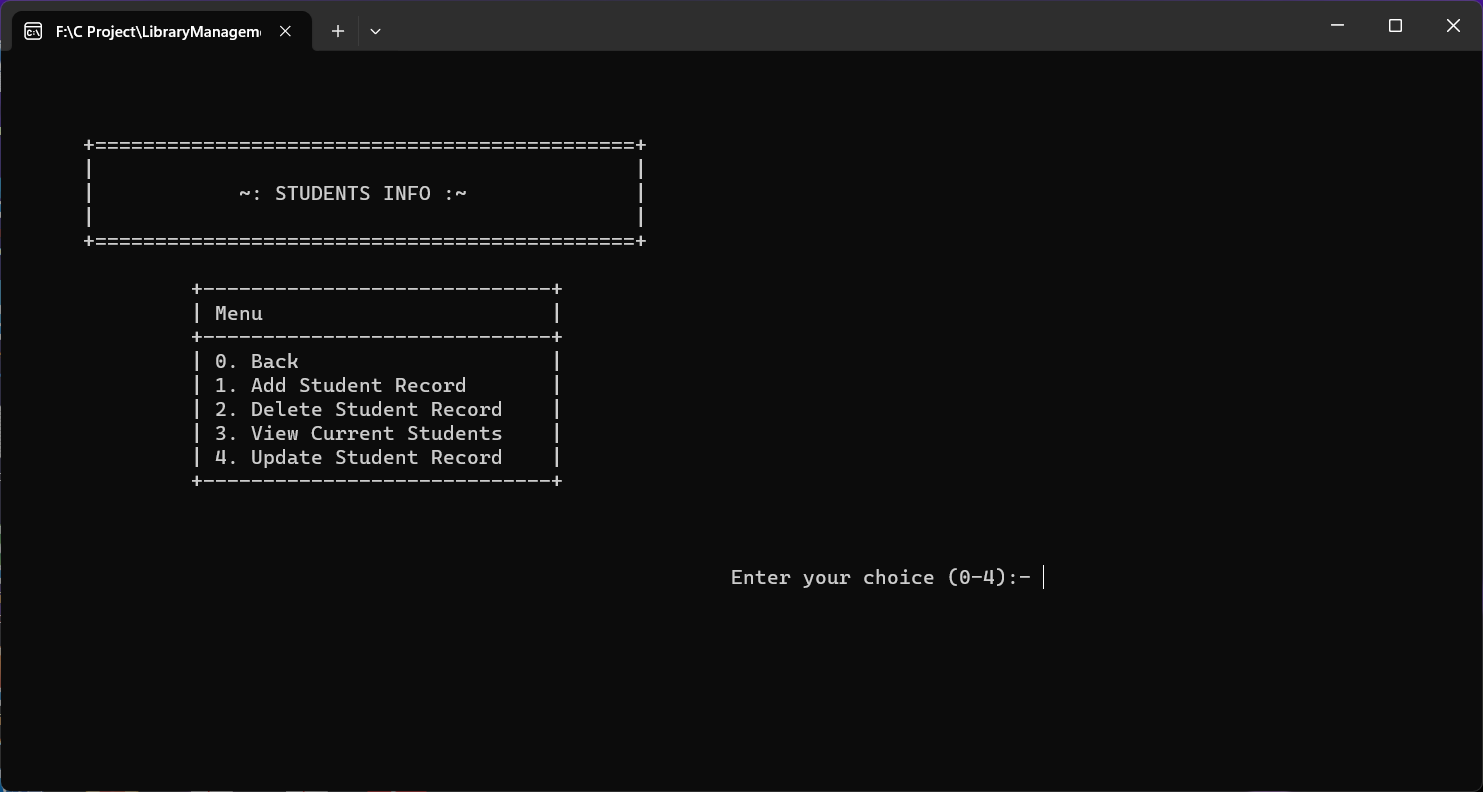 F:\C Project\LibraryManagem
~: STUDENTS INFO :~
Menu
0. Back
1. Add Student Record
2. Delete Student Record
3. View Current Students
4. Update Student Record
Enter your choice (0-4):-